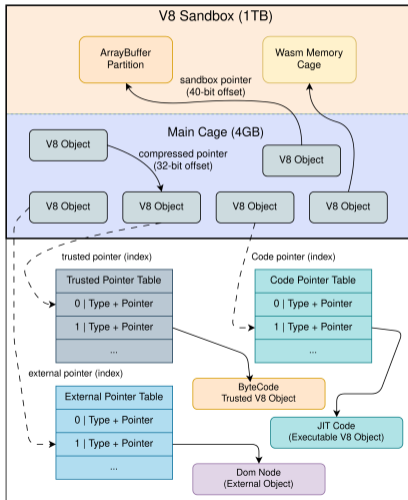 V8 Sandbox (1TB)
ArrayBuffer
Partition
Wasm Memory
Cage
sandbox pointer
(40-bit offset)
Main Cage (4GB)
V8 Object
compressed pointer
(32-bit offset)
V8 Object
V8 Object
V8 Object
V8 Object
V8 Object
trusted pointer (index)
Code pointer (index)
Trusted Pointer Table
0 | Type + Pointer
1 | Type + Pointer
...
Code Pointer Table
0 | Type + Pointer
1 | Type + Pointer
...
external pointer (index)
ByteCode
Trusted V8 Object
External Pointer Table
0 | Type + Pointer
1 | Type + Pointer
...
JIT Code
(Executable V8 Object)
Dom Node
(External Object)